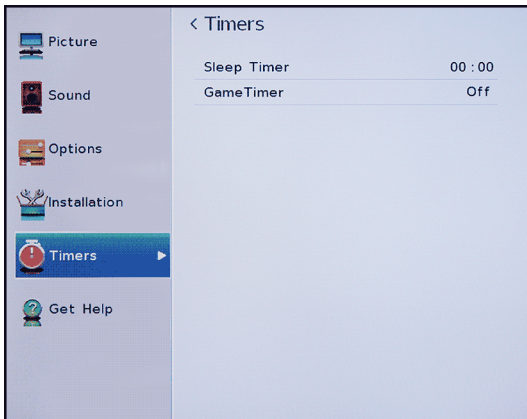 Picture
Sound
Options
Installation
Timers
Get Help
< Timers
Sleep Timer 00 : 00
GameTimer Off